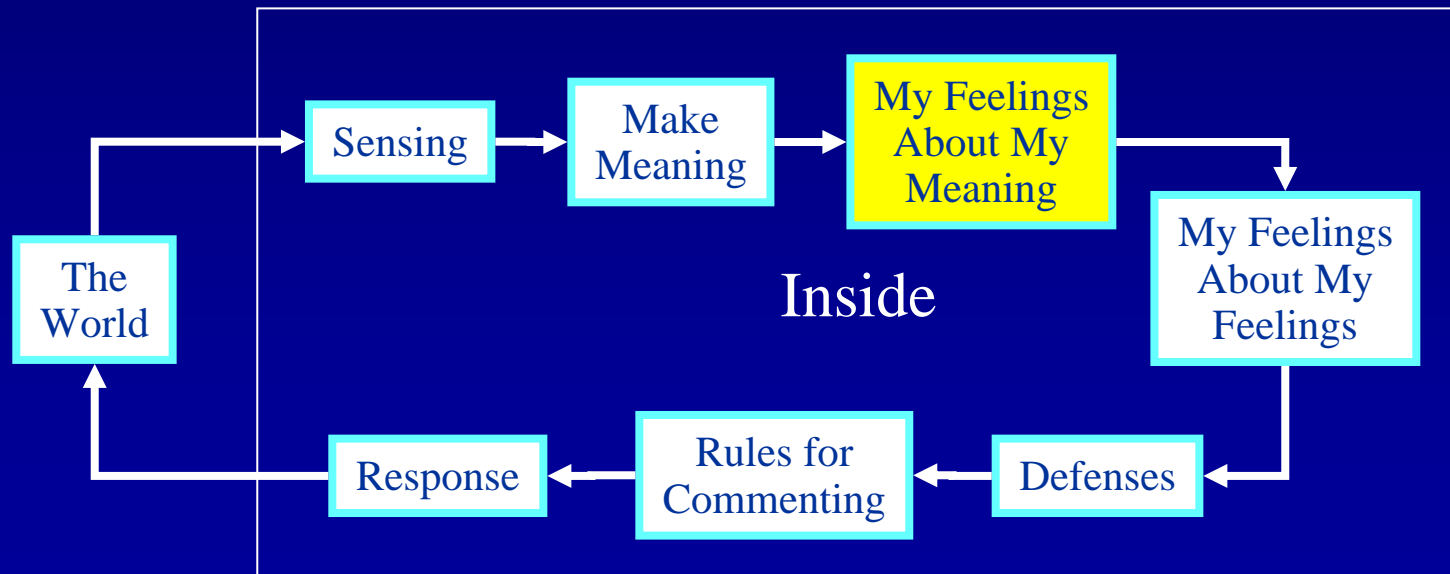 The
World
Sensing
Make
Meaning
My Feelings
About My
Meaning
My Feelings
About My
Feelings
Inside
Defenses
Rules for
Commenting
Response